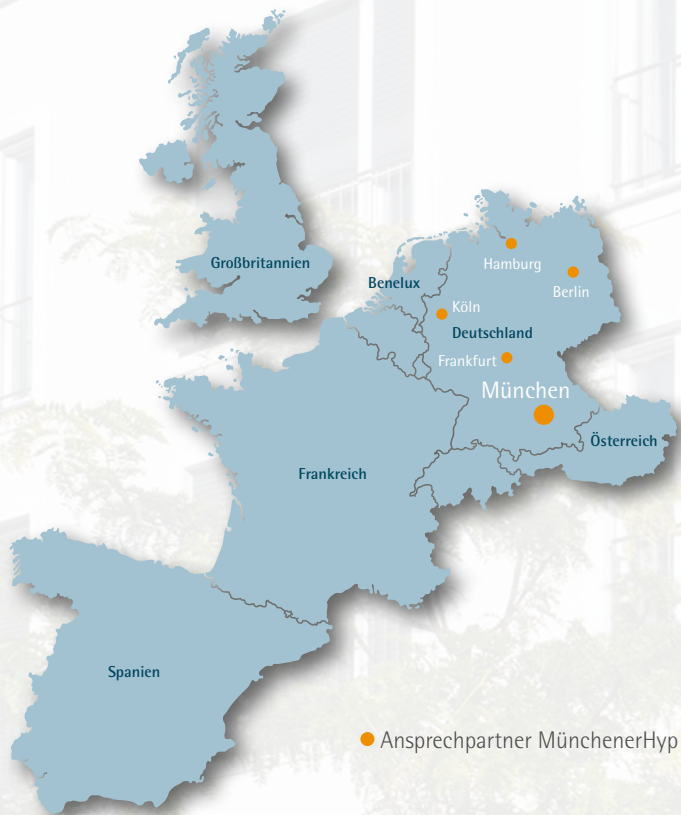 Großbritannien
Benelux
Hamburg
Berlin
Köln
Deutschland
Frankfurt
München
Österreich
Frankreich
Spanien
Ansprechpartner MünchenerHyp